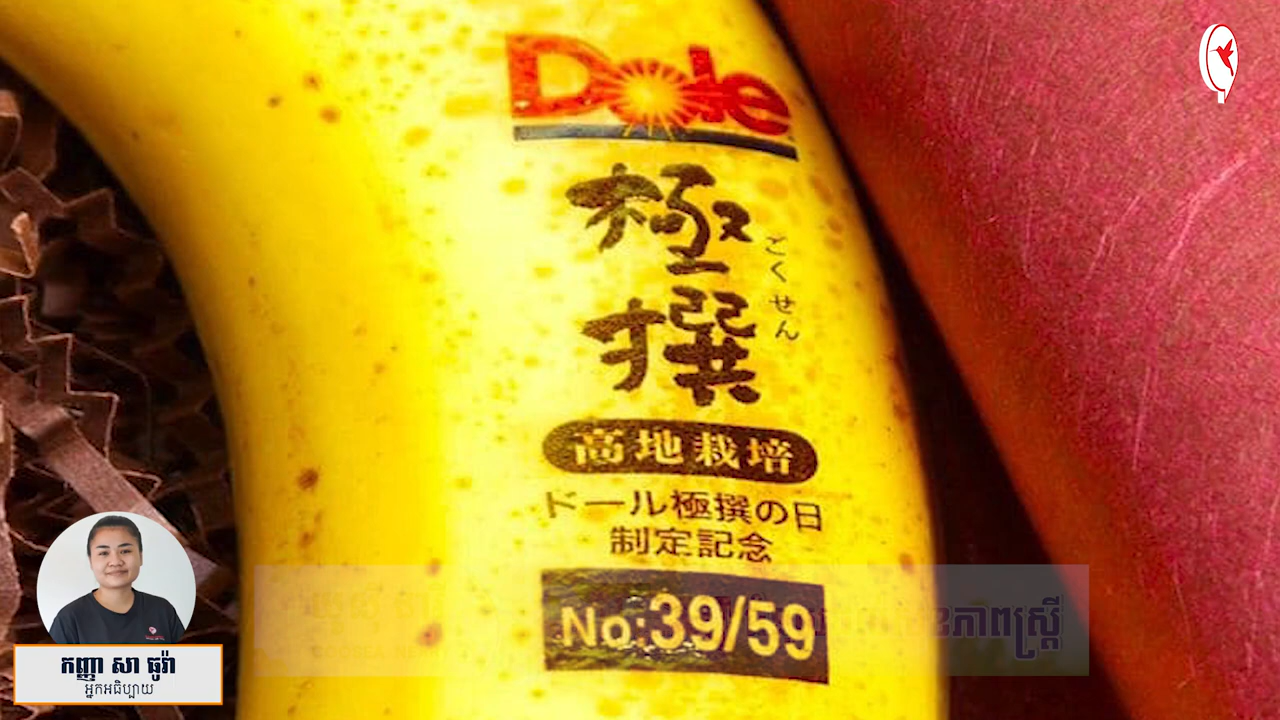 Dole
極撰
ごくせん
高地栽培
ドール極撰の日
制定記念
No:39/59
កញ្ញា សា ធូរ៉ា
អ្នកអធិប្បាយ